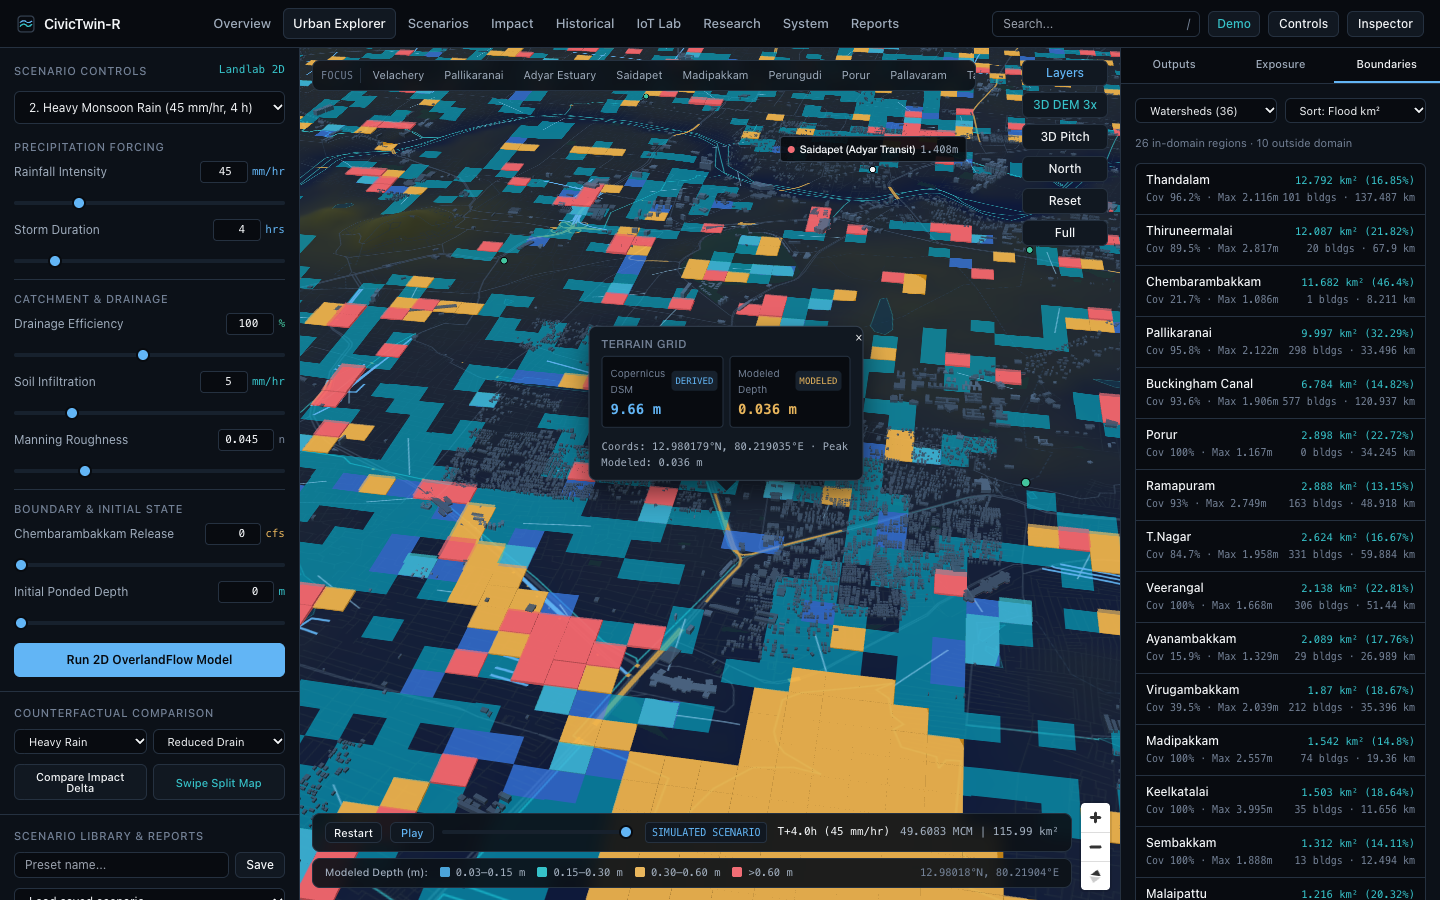 CivicTwin-R
Overview Urban Explorer Scenarios Impact Historical IoT Lab Research System Reports
Search... /
Demo Controls Inspector
SCENARIO CONTROLS Landlab 2D
2. Heavy Monsoon Rain (45 mm/hr, 4 h)
PRECIPITATION FORCING
Rainfall Intensity 45 mm/hr
Storm Duration 4 hrs
CATCHMENT & DRAINAGE
Drainage Efficiency 100 %
Soil Infiltration 5 mm/hr
Manning Roughness 0.045 n
BOUNDARY & INITIAL STATE
Chembarambakkam Release 0 cfs
Initial Ponded Depth 0 m
Run 2D OverlandFlow Model
COUNTERFACTUAL COMPARISON
Heavy Rain Reduced Drain
Compare Impact Delta
Swipe Split Map
SCENARIO LIBRARY & REPORTS
Preset name... Save
Load saved scenario
FOCUS Velachery Pallikaranai Adyar Estuary Saidapet Madipakkam Perungudi Porur Pallavaram
Layers
3D DEM 3x
3D Pitch
North
Reset
Full
Saidapet (Adyar Transit) 1.408m
TERRAIN GRID ×
Copernicus DSM DERIVED
9.66 m
Modeled Depth MODELED
0.036 m
Coords: 12.980179°N, 80.219035°E · Peak
Modeled: 0.036 m
Restart Play SIMULATED SCENARIO T+4.0h (45 mm/hr) 49.6083 MCM | 115.99 km²
Modeled Depth (m): 0.03–0.15 m 0.15–0.30 m 0.30–0.60 m >0.60 m 12.98018°N, 80.21904°E
Outputs Exposure Boundaries
Watersheds (36) Sort: Flood km²
26 in-domain regions · 10 outside domain
Thandalam 12.792 km² (16.85%)
Cov 96.2% · Max 2.116m 101 bldgs · 137.487 km
Thiruneermalai 12.087 km² (21.82%)
Cov 89.5% · Max 2.817m 20 bldgs · 67.9 km
Chembarambakkam 11.682 km² (46.4%)
Cov 21.7% · Max 1.086m 1 bldgs · 8.211 km
Pallikaranai 9.997 km² (32.29%)
Cov 95.8% · Max 2.122m 298 bldgs · 33.496 km
Buckingham Canal 6.784 km² (14.82%)
Cov 93.6% · Max 1.906m 577 bldgs · 120.937 km
Porur 2.898 km² (22.72%)
Cov 100% · Max 1.167m 0 bldgs · 34.245 km
Ramapuram 2.888 km² (13.15%)
Cov 93% · Max 2.749m 163 bldgs · 48.918 km
T.Nagar 2.624 km² (16.67%)
Cov 84.7% · Max 1.958m 331 bldgs · 59.884 km
Veerangal 2.138 km² (22.81%)
Cov 100% · Max 1.668m 306 bldgs · 51.44 km
Ayanambakkam 2.089 km² (17.76%)
Cov 15.9% · Max 1.329m 29 bldgs · 26.989 km
Virugambakkam 1.87 km² (18.67%)
Cov 39.5% · Max 2.039m 212 bldgs · 35.396 km
Madipakkam 1.542 km² (14.8%)
Cov 100% · Max 2.557m 74 bldgs · 19.36 km
Keelkatalai 1.503 km² (18.64%)
Cov 100% · Max 3.995m 35 bldgs · 11.656 km
Sembakkam 1.312 km² (14.11%)
Cov 100% · Max 1.888m 13 bldgs · 12.494 km
Malaipattu 1.216 km² (20.32%)